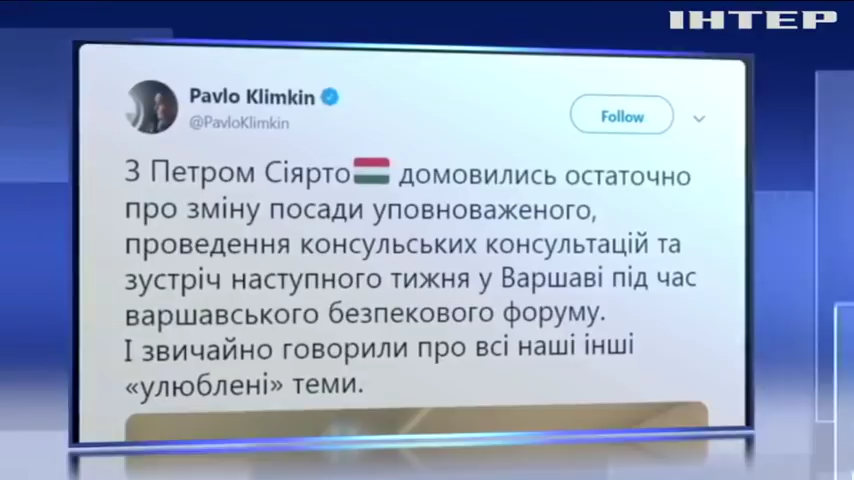 ІНТЕР
Pavlo Klimkin
@PavloKlimkin
Follow
З Петром Сіярто домовились остаточно
про зміну посади уповноваженого,
проведення консульських консультацій та
зустріч наступного тижня у Варшаві під час
варшавського безпекового форуму.
І звичайно говорили про всі наші інші
«улюблені» теми.